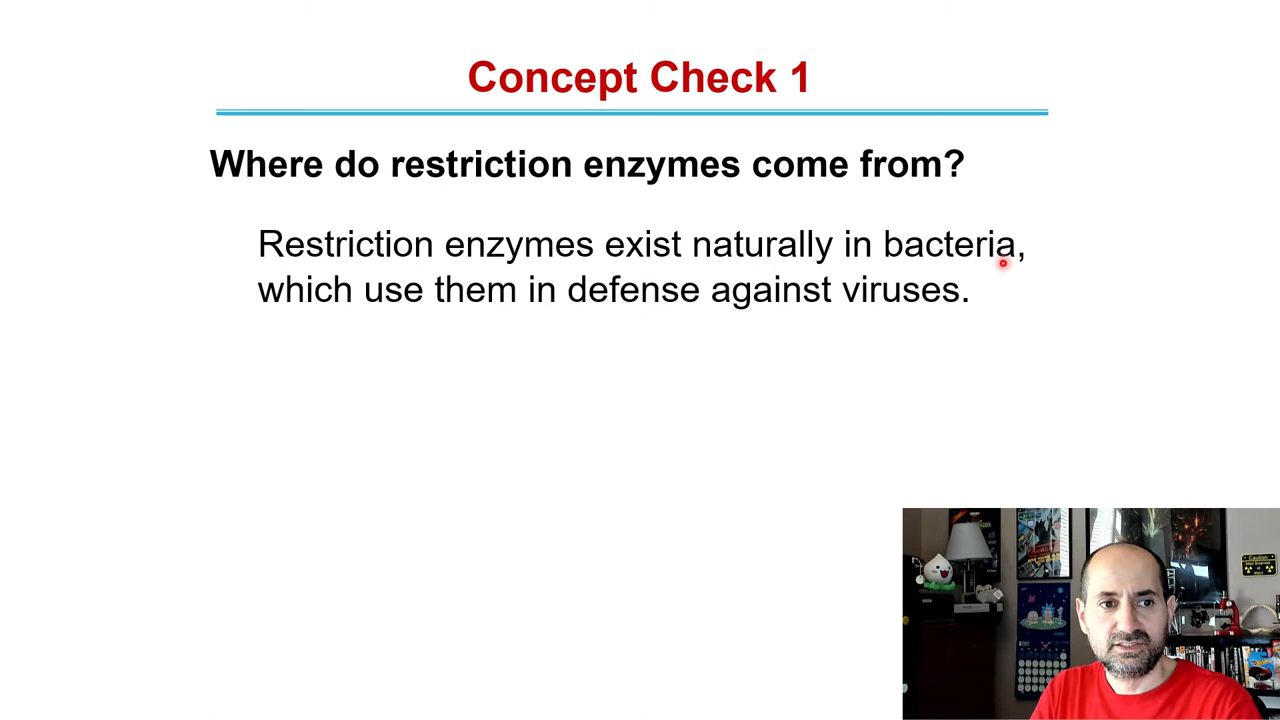 Concept Check 1
Where do restriction enzymes come from?
Restriction enzymes exist naturally in bacteria,
which use them in defense against viruses.
Caution